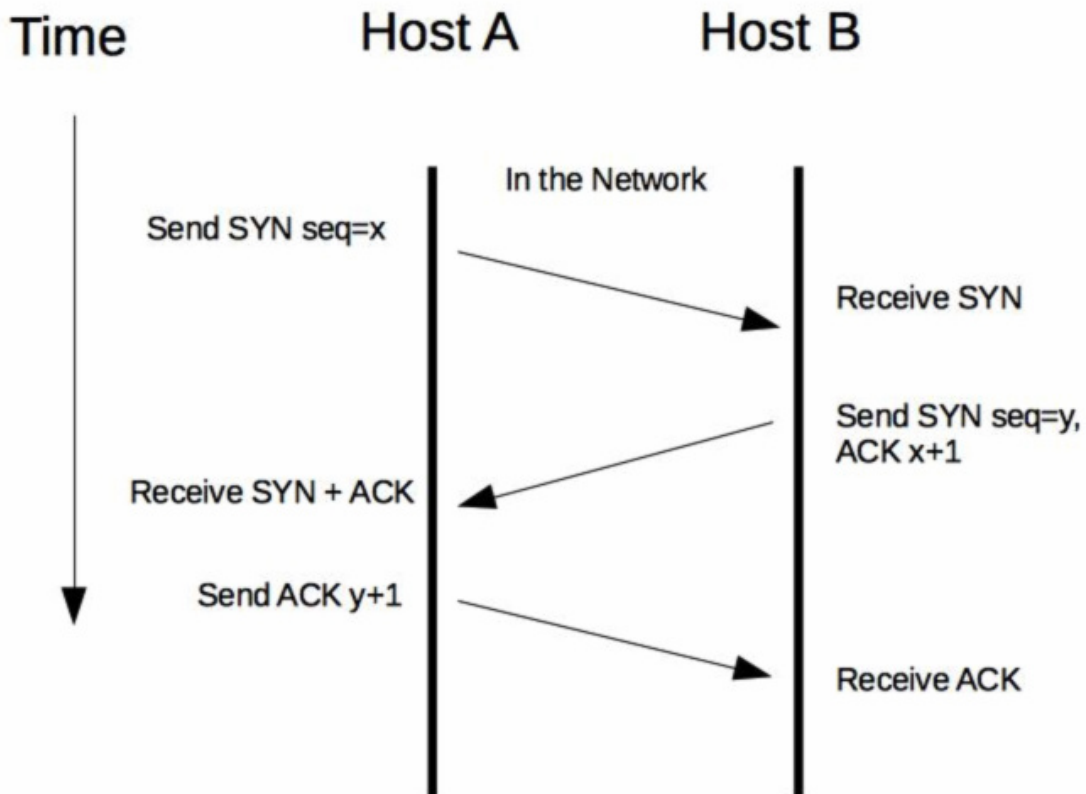 Time
Host A
Host B
In the Network
Send SYN seq=x
Receive SYN
Send SYN seq=y,
ACK x+1
Receive SYN + ACK
Send ACK y+1
Receive ACK